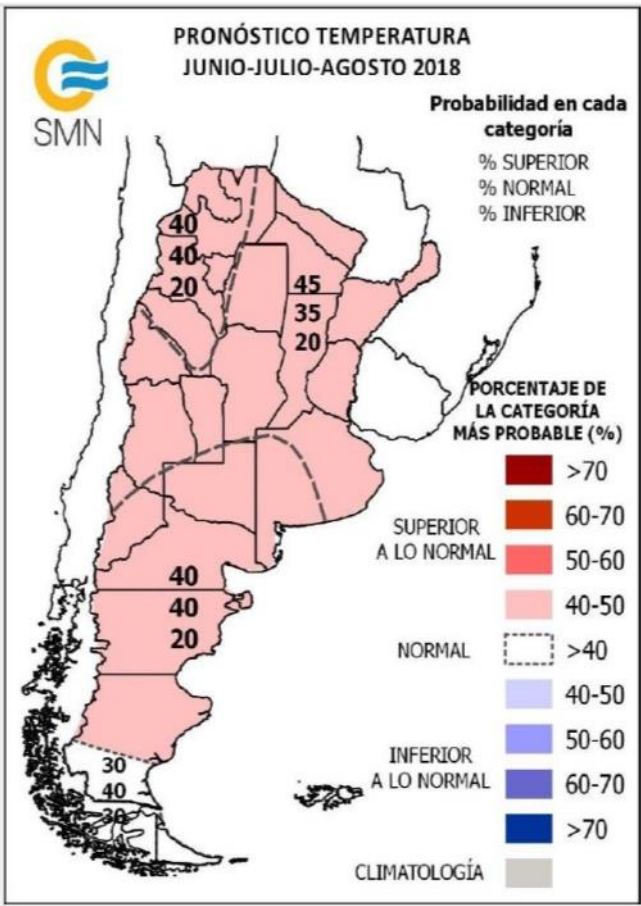 PRONÓSTICO TEMPERATURA
JUNIO-JULIO-AGOSTO 2018
SMN
Probabilidad en cada
categoría
% SUPERIOR
% NORMAL
% INFERIOR
40
40
20
45
35
20
40
40
20
30
40
30
PORCENTAJE DE
LA CATEGORÍA
MÁS PROBABLE (%)
SUPERIOR
A LO NORMAL
>70
60-70
50-60
40-50
NORMAL
>40
INFERIOR
A LO NORMAL
40-50
50-60
60-70
>70
CLIMATOLOGÍA